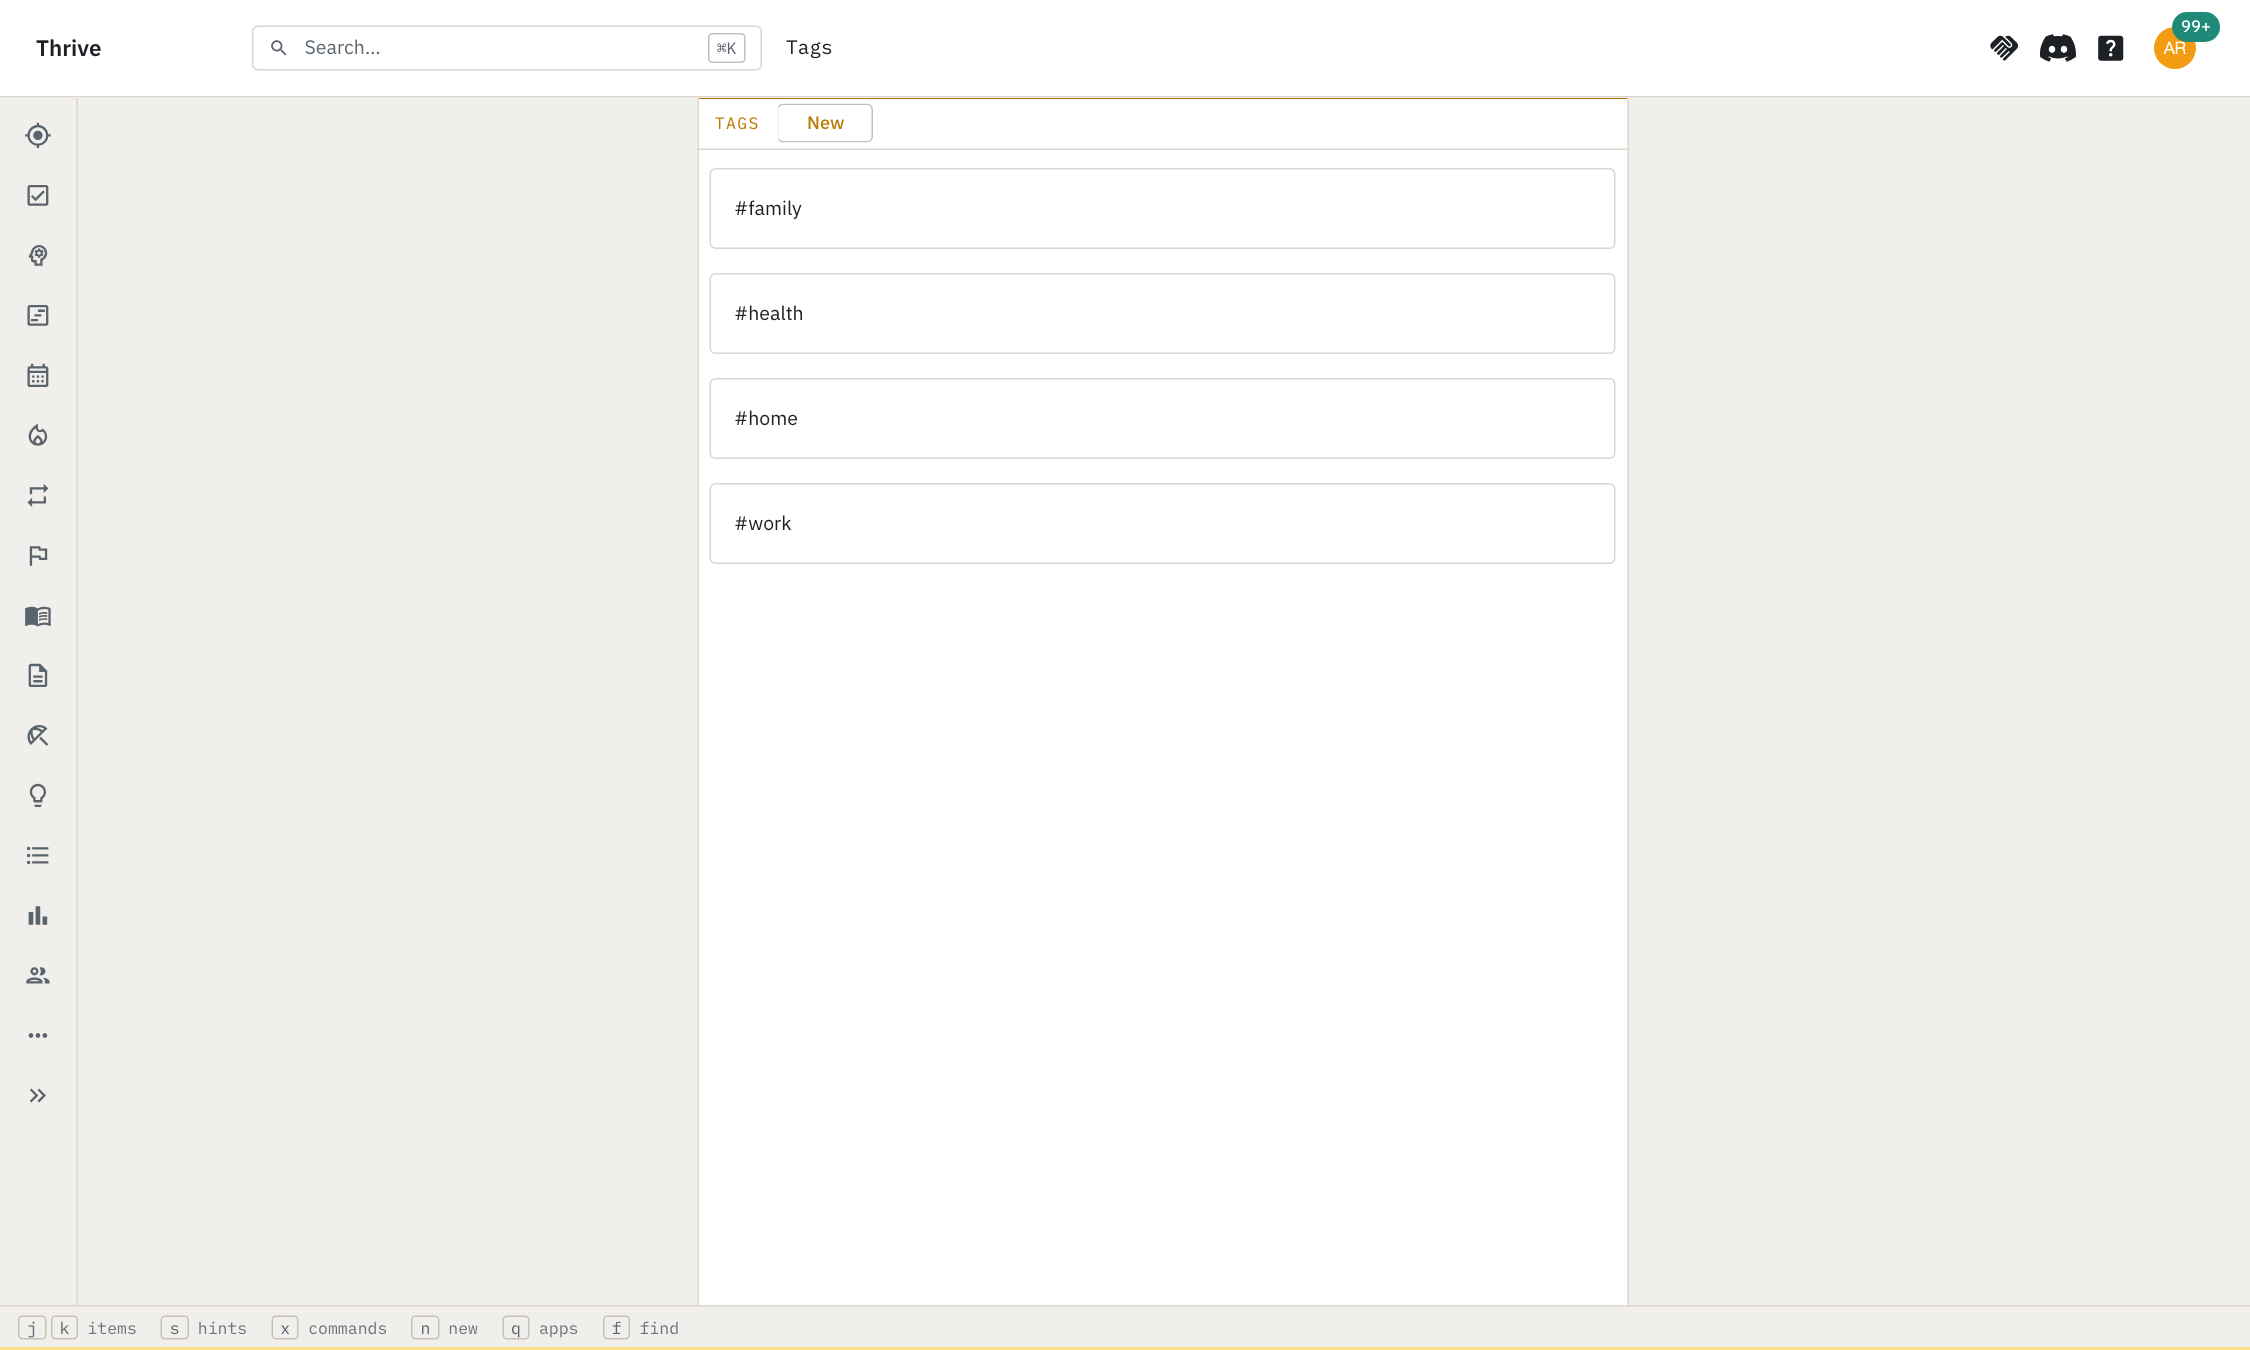 Thrive
Search...
⌘K
Tags
?
AR
99+
TAGS
New
#family
#health
#home
#work
j k items s hints x commands n new q apps f find